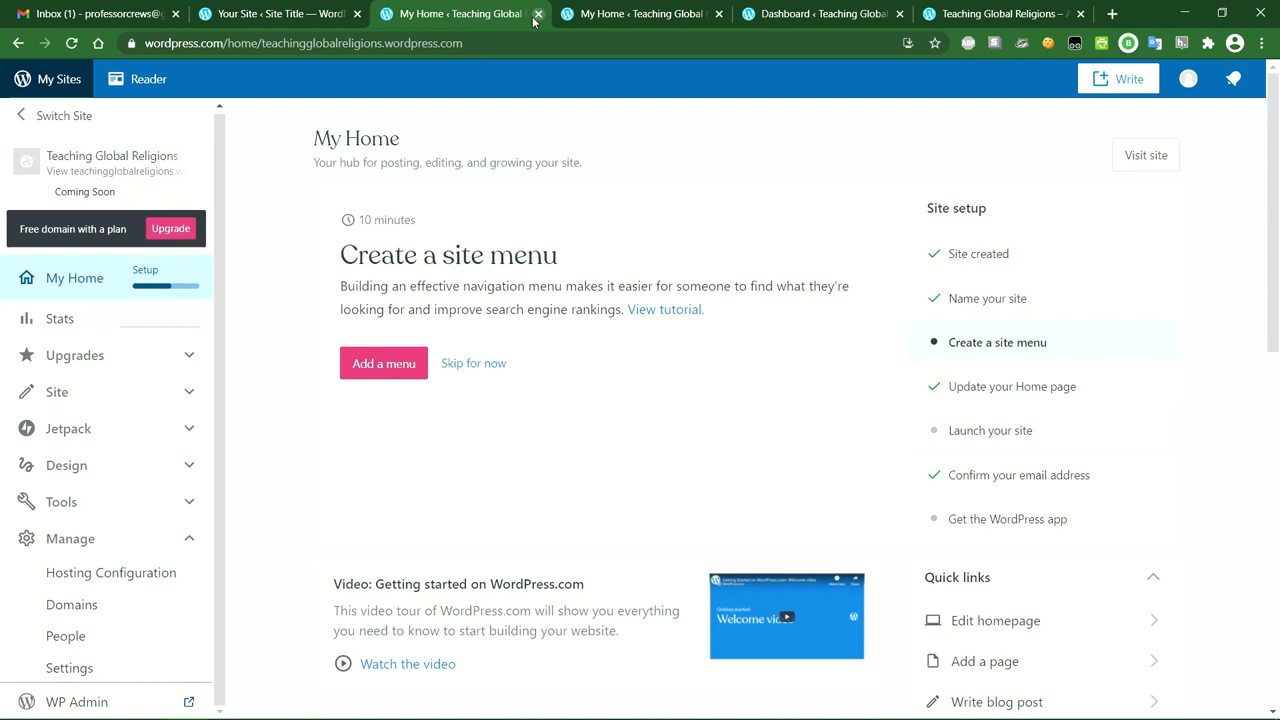 Inbox (1) - professorcrews@
Your Site ‹ Site Title — Word
My Home ‹ Teaching Global
My Home ‹ Teaching Global
Dashboard ‹ Teaching Global
Teaching Global Religions –
wordpress.com/home/teachingglobalreligions.wordpress.com
My Sites
Reader
Write
Switch Site
Teaching Global Religions
View teachingglobalreligions.wo
Coming Soon
Free domain with a plan
Upgrade
My Home
Setup
Stats
Upgrades
Site
Jetpack
Design
Tools
Manage
Hosting Configuration
Domains
People
Settings
WP Admin
My Home
Your hub for posting, editing, and growing your site.
Visit site
10 minutes
Create a site menu
Building an effective navigation menu makes it easier for someone to find what they're
looking for and improve search engine rankings. View tutorial.
Add a menu
Skip for now
Site setup
Site created
Name your site
Create a site menu
Update your Home page
Launch your site
Confirm your email address
Get the WordPress app
Video: Getting started on WordPress.com
This video tour of WordPress.com will show you everything
you need to know to start building your website.
Watch the video
Getting started
Welcome video
Quick links
Edit homepage
Add a page
Write blog post